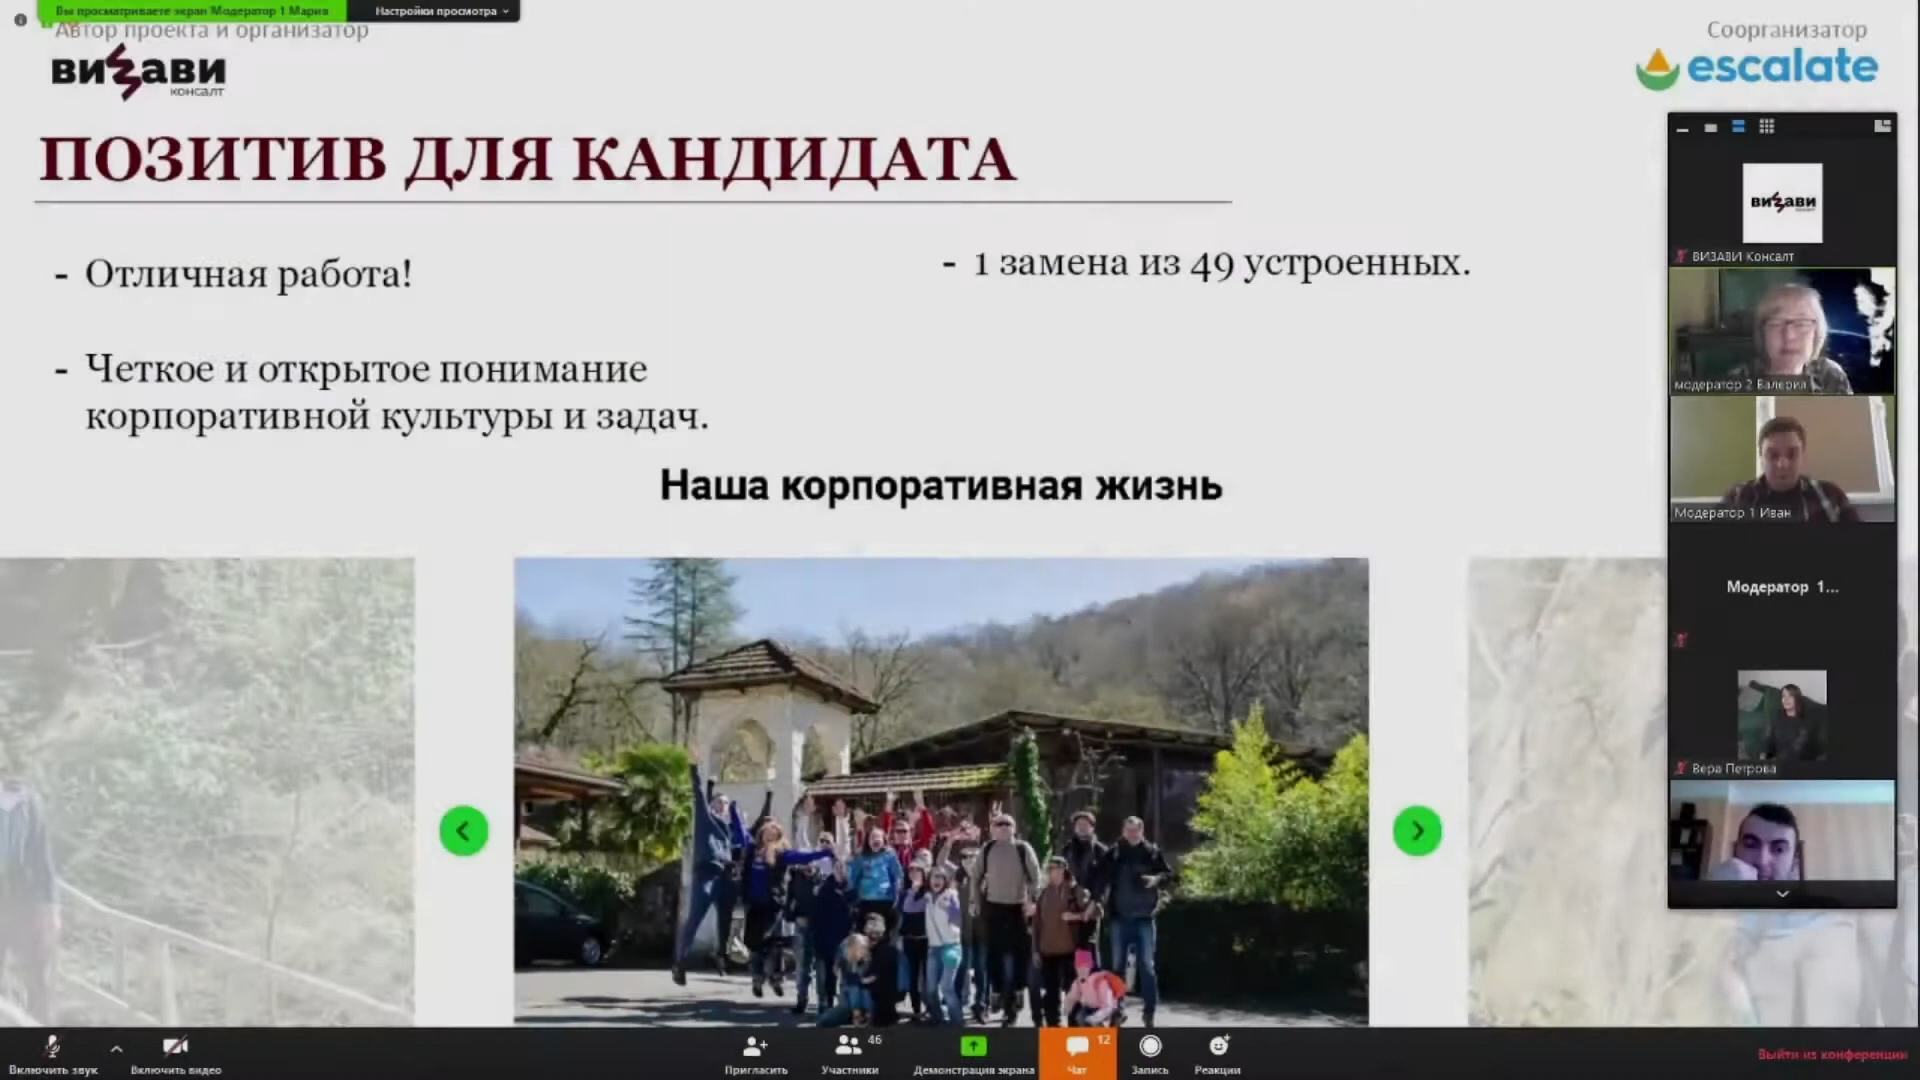 Вы просматриваете экран Модератор 1 Мария
Настройки просмотра
Автор проекта и организатор
Соорганизатор
ВИЗАВИ
КОНСАЛТ
escalate
ПОЗИТИВ ДЛЯ КАНДИДАТА
- Отличная работа!
- 1 замена из 49 устроенных.
- Четкое и открытое понимание
корпоративной культуры и задач.
Наша корпоративная жизнь
ВИЗАВИ
ВИЗАВИ Консалт
модератор 2 Валерия
Модератор 1 Иван
Модератор 1...
Вера Петрова
Включить звук
Включить видео
Пригласить
Участники
46
Демонстрация экрана
Чат
12
Запись
Реакции
Выйти из конференции